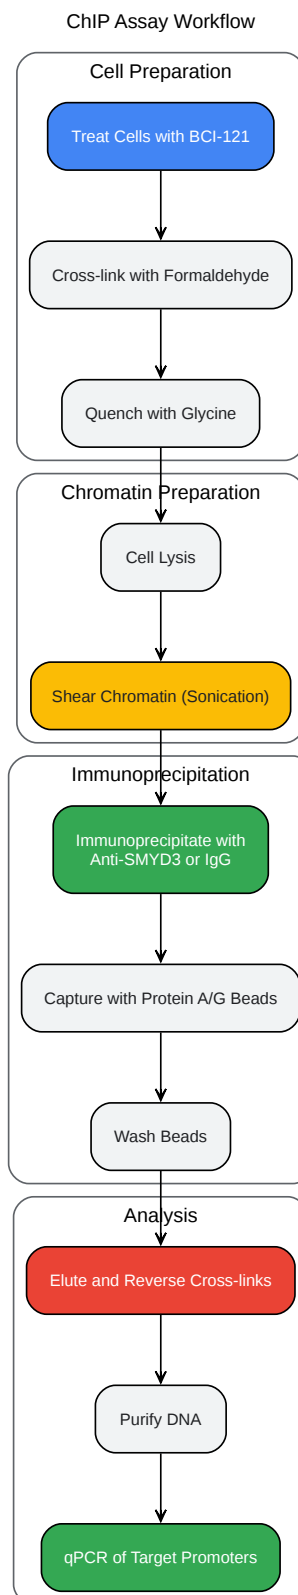 ChIP Assay Workflow
Cell Preparation
Treat Cells with BCI-121
Cross-link with Formaldehyde
Quench with Glycine
Chromatin Preparation
Cell Lysis
Shear Chromatin (Sonication)
Immunoprecipitation
Immunoprecipitate with
Anti-SMYD3 or IgG
Capture with Protein A/G Beads
Wash Beads
Analysis
Elute and Reverse Cross-links
Purify DNA
qPCR of Target Promoters